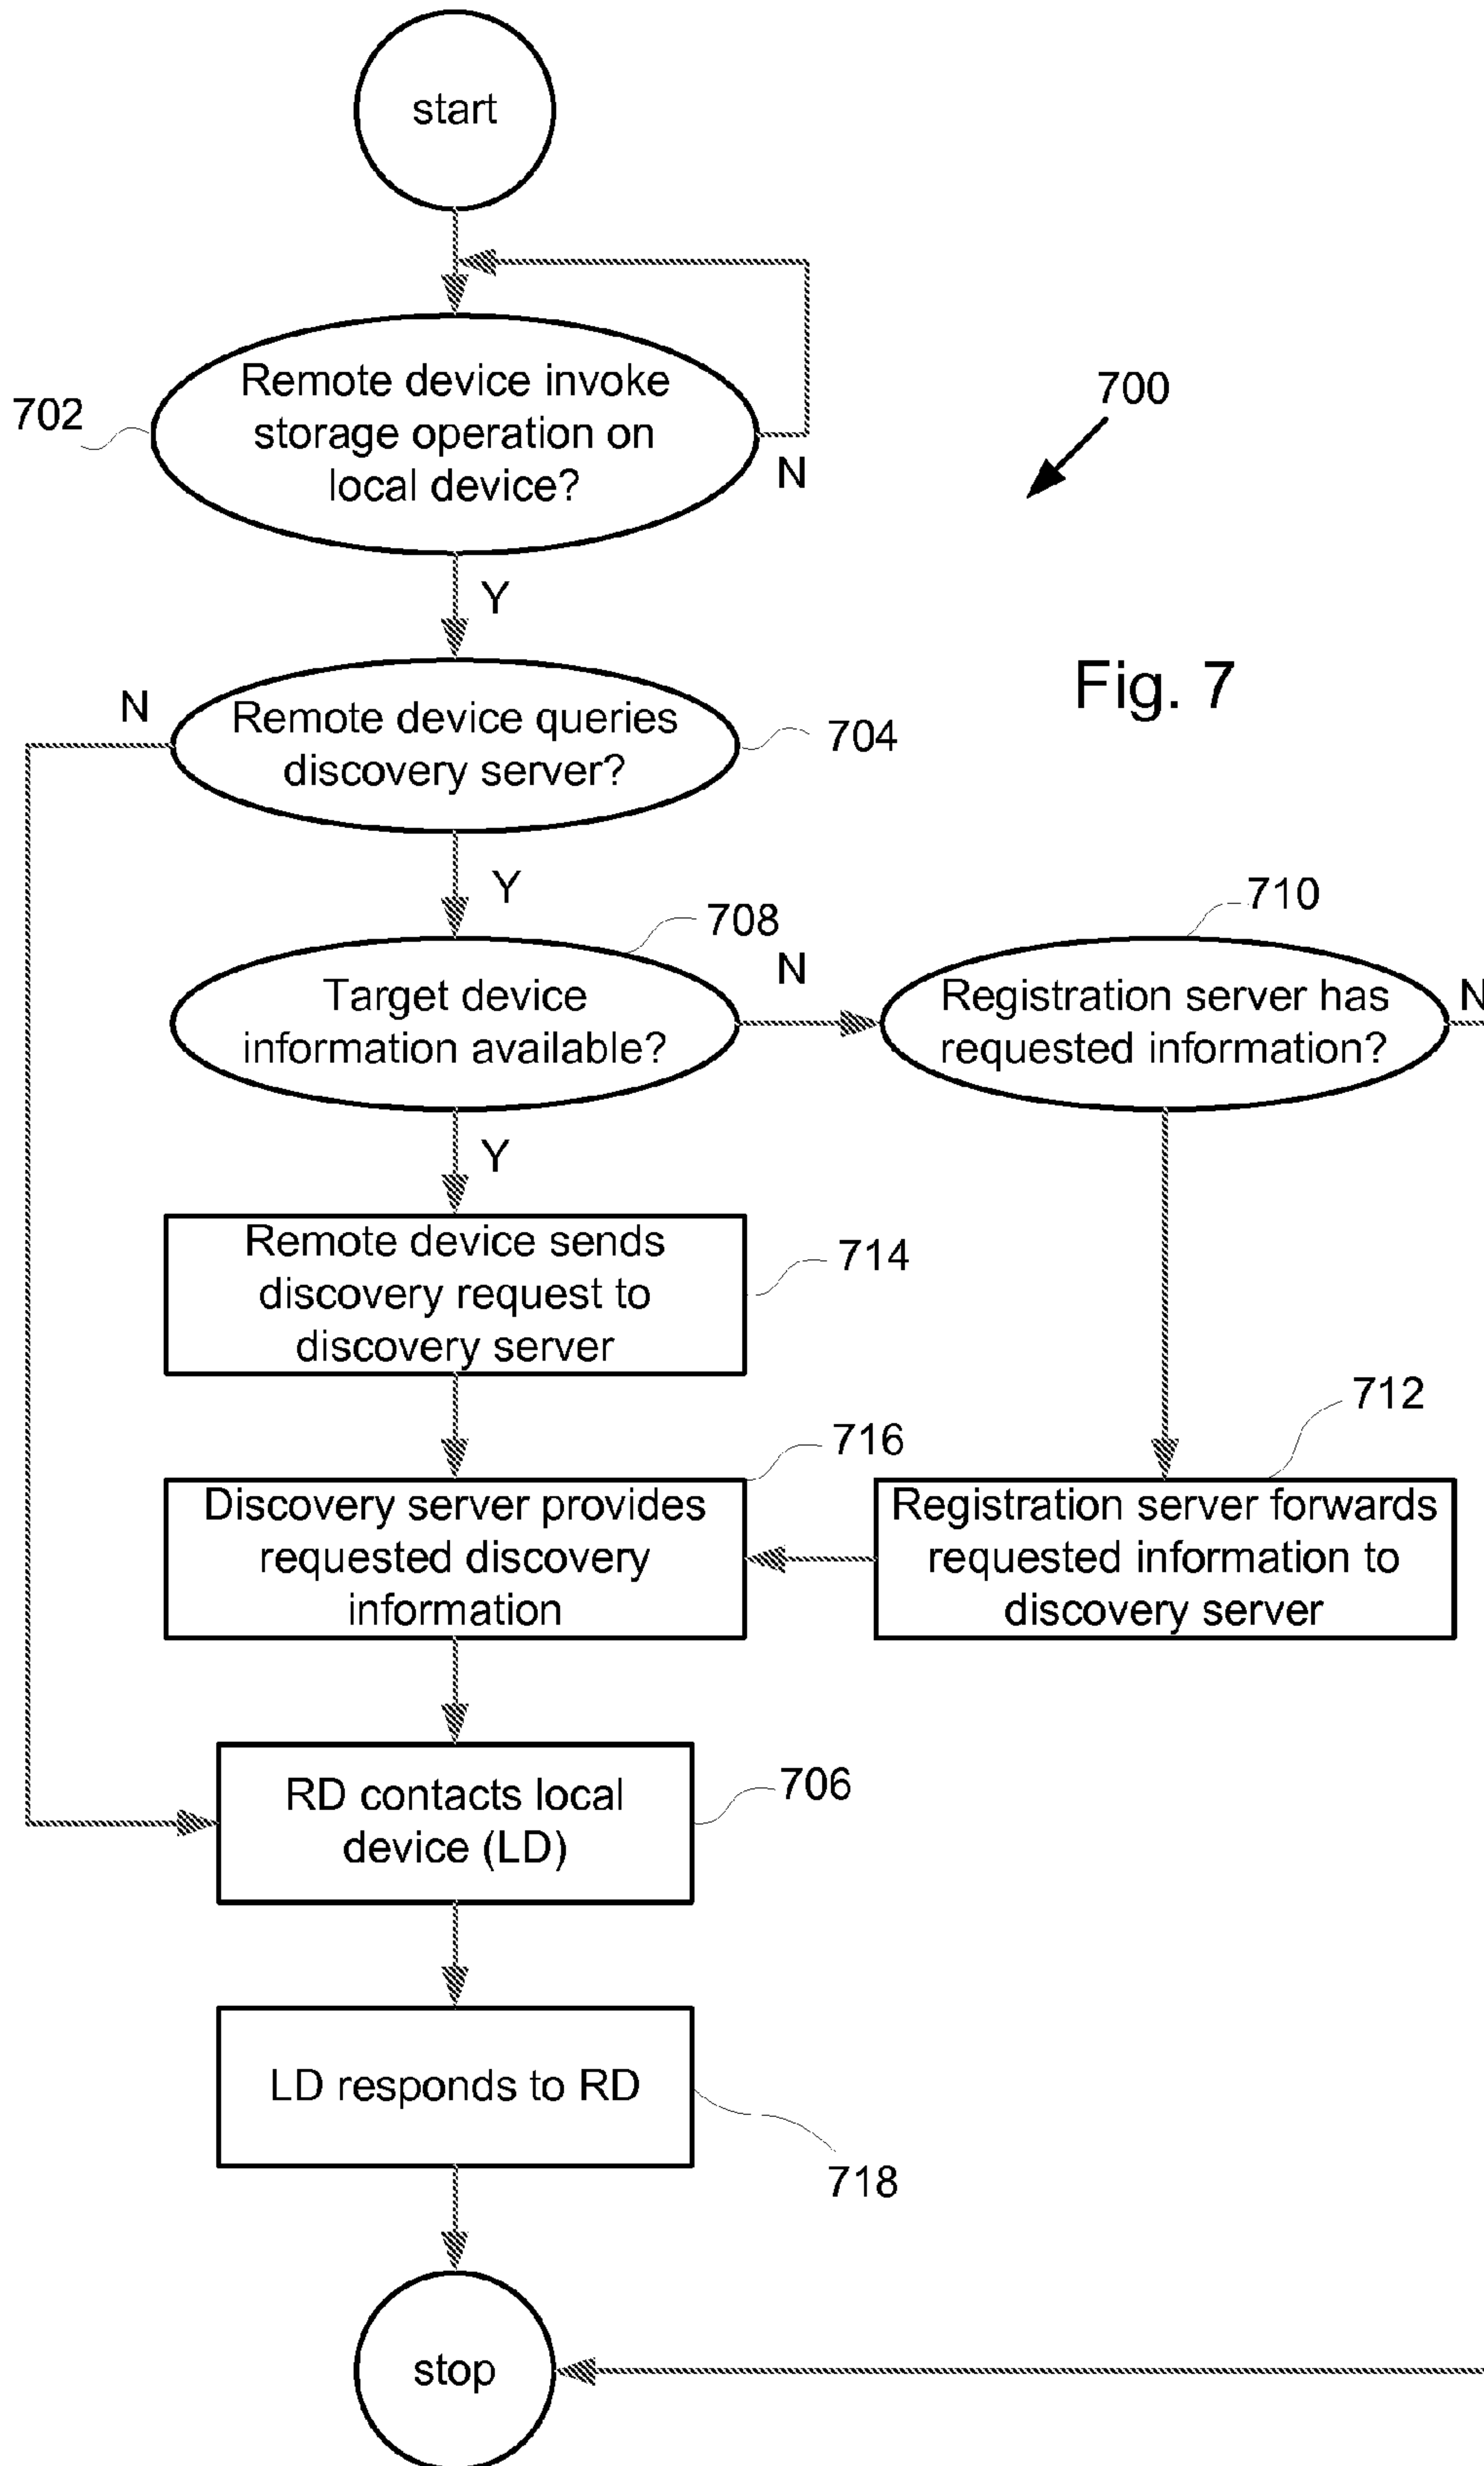 start
Remote device invoke
storage operation on
local device?
702
N
700
Y
Fig. 7
N
Remote device queries
discovery server?
704
Y
708
710
Target device
information available?
N
Registration server has
requested information?
N
Y
Remote device sends
discovery request to
discovery server
714
712
716
Discovery server provides
requested discovery
information
Registration server forwards
requested information to
discovery server
RD contacts local
device (LD)
706
LD responds to RD
718
stop